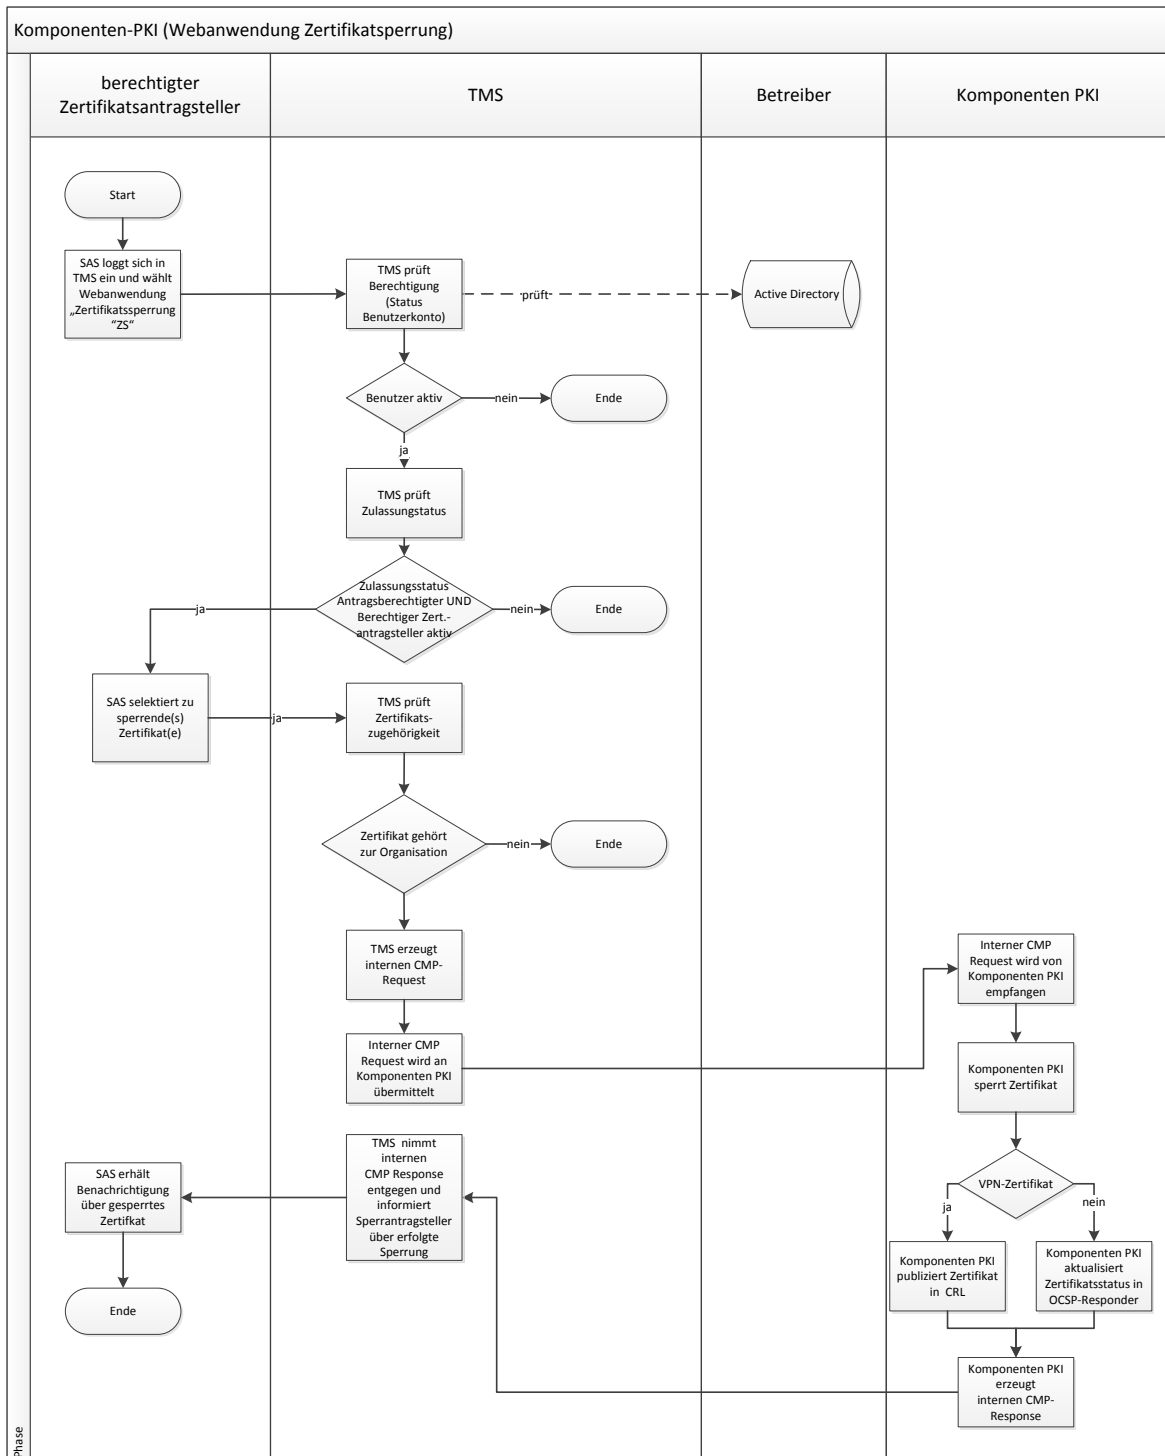 Komponenten-PKI (Webanwendung Zertifikatsperrung)
berechtigter
Zertifikatsantragsteller
TMS
Betreiber
Komponenten PKI
Start
SAS loggt sich in
TMS ein und wählt
Webanwendung
„Zertifikatssperrung
“ZS“
TMS prüft
Berechtigung
(Status
Benutzerkonto)
prüft
Active Directory
Benutzer aktiv
nein
Ende
ja
TMS prüft
Zulassungstatus
Zulassungsstatus
Antragsberechtigter UND
Berechtiger Zert.-
antragsteller aktiv
nein
Ende
ja
SAS selektiert zu
sperrende(s)
Zertifikat(e)
ja
TMS prüft
Zertifikats-
zugehörigkeit
Zertifikat gehört
zur Organisation
nein
Ende
TMS erzeugt
internen CMP-
Request
Interner CMP
Request wird an
Komponenten PKI
übermittelt
Interner CMP
Request wird von
Komponenten PKI
empfangen
Komponenten PKI
sperrt Zertifikat
VPN-Zertifikat
ja
nein
Komponenten PKI
publiziert Zertifikat
in CRL
Komponenten PKI
aktualisiert
Zertifikatsstatus in
OCSP-Responder
Komponenten PKI
erzeugt
internen CMP-
Response
TMS nimmt
internen
CMP Response
entgegen und
informiert
Sperrantragsteller
über erfolgte
Sperrung
SAS erhält
Benachrichtigung
über gesperrtes
Zertifkat
Ende
Phase